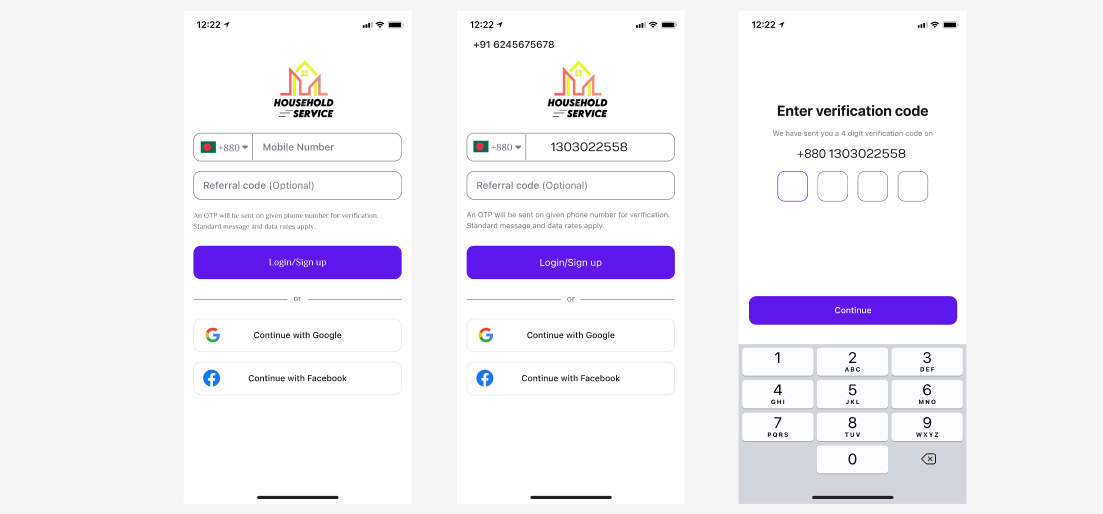 12:22
HOUSEHOLD
SERVICE
+880
Mobile Number
Referral code (Optional)
An OTP will be sent on given phone number for verification.
Standard message and data rates apply.
Login/Sign up
or
Continue with Google
Continue with Facebook
12:22
+91 6245675678
HOUSEHOLD
SERVICE
+880
1303022558
Referral code (Optional)
An OTP will be sent on given phone number for verification.
Standard message and data rates apply.
Login/Sign up
or
Continue with Google
Continue with Facebook
12:22
Enter verification code
We have sent you a 4 digit verification code on
+880 1303022558
Continue
1 2 3
ABC DEF
4 5 6
GHI JKL MNO
7 8 9
PQRS TUV WXYZ
0